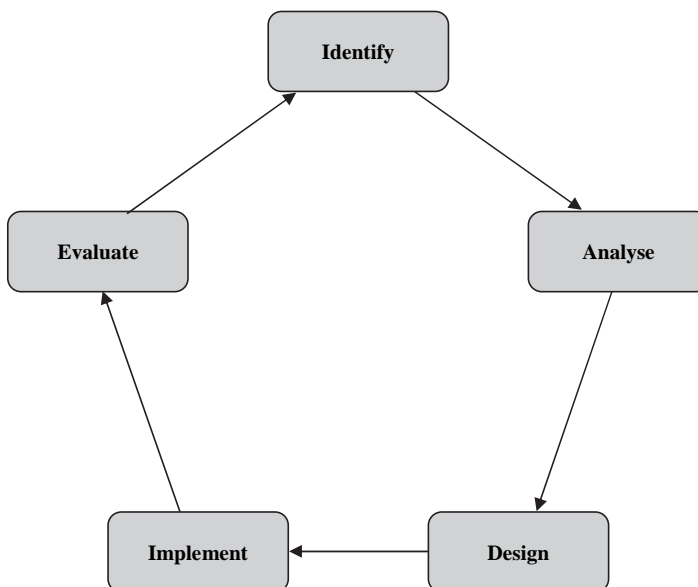 Identify
Evaluate
Analyse
Implement
Design